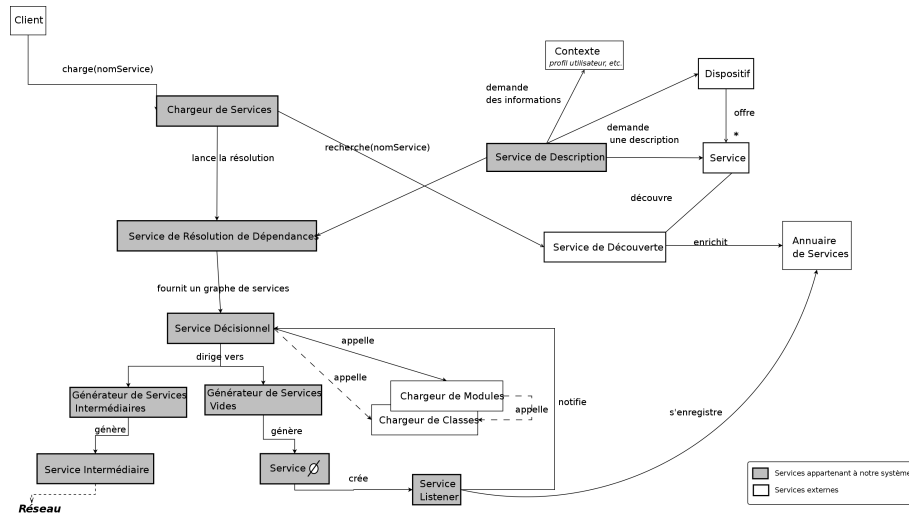 Client
Contexte
profil utilisateur, etc.
charge(nomService)
Dispositif
demande
des informations
Chargeur de Services
offre
demande
une description
*
recherche(nomService)
lance la résolution
Service de Description
Service
découvre
Service de Résolution de Dépendances
Service de Découverte
enrichit
Annuaire
de Services
fournit un graphe de services
Service Décisionnel
appelle
dirige vers
appelle
Générateur de Services
Intermédiaires
Générateur de Services
Vides
Chargeur de Modules
appelle
notifie
Chargeur de Classes
s'enregistre
génère
génère
Service Intermédiaire
Service Ø
crée
Service
Listener
Services appartenant à notre système
Services externes
Réseau